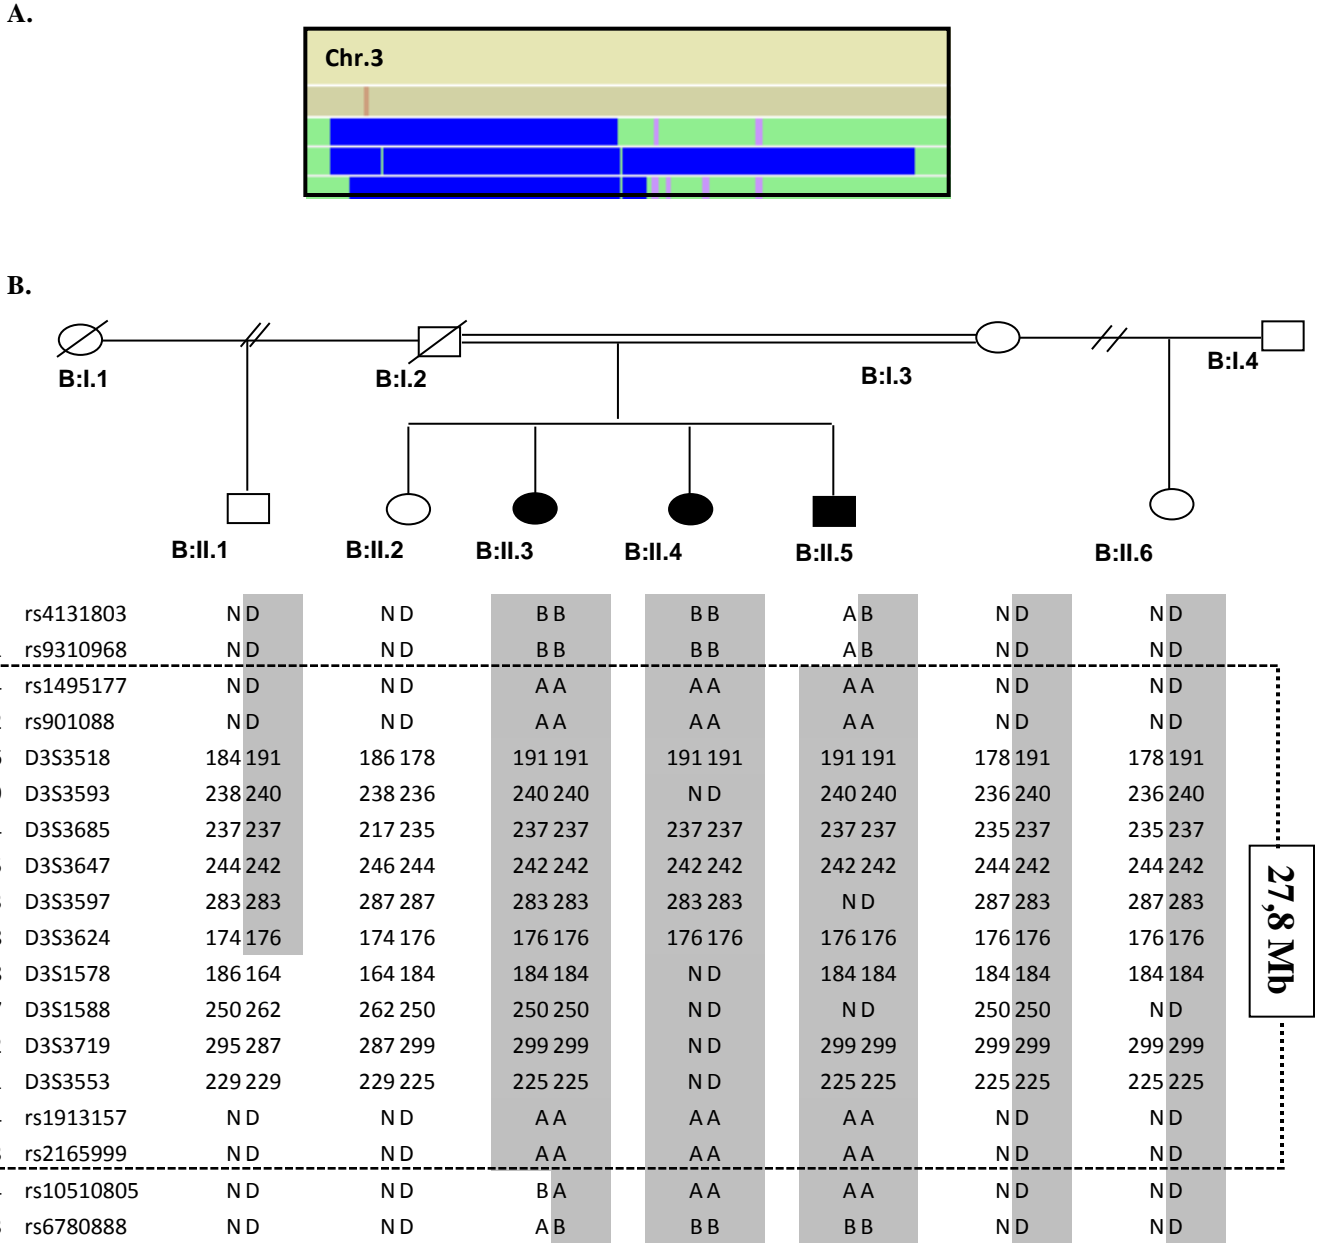 A.
Chr.3
B.
B:I.1 B:I.2 B:I.3 B:I.4
B:II.1 B:II.2 B:II.3 B:II.4 B:II.5 B:II.6
rs4131803 N D N D B B B B A B N D N D
rs9310968 N D N D B B B B A B N D N D
rs1495177 N D N D A A A A A A N D N D
rs901088 N D N D A A A A A A N D N D
D3S3518 184 191 186 178 191 191 191 191 191 191 178 191 178 191
D3S3593 238 240 238 236 240 240 N D 240 240 236 240 236 240
D3S3685 237 237 217 235 237 237 237 237 237 237 235 237 235 237
D3S3647 244 242 246 244 242 242 242 242 242 242 244 242 244 242
D3S3597 283 283 287 287 283 283 283 283 N D 287 283 287 283
D3S3624 174 176 174 176 176 176 176 176 176 176 176 176 176 176
D3S1578 186 164 164 184 184 184 N D 184 184 184 184 184 184
D3S1588 250 262 262 250 250 250 N D N D 250 250 N D
D3S3719 295 287 287 299 299 299 N D 299 299 299 299 299 299
D3S3553 229 229 229 225 225 225 N D 225 225 225 225 225 225
rs1913157 N D N D A A A A A A N D N D
rs2165999 N D N D A A A A A A N D N D
rs10510805 N D N D B A A A A A N D N D
rs6780888 N D N D A B B B B B N D N D
27,8 Mb